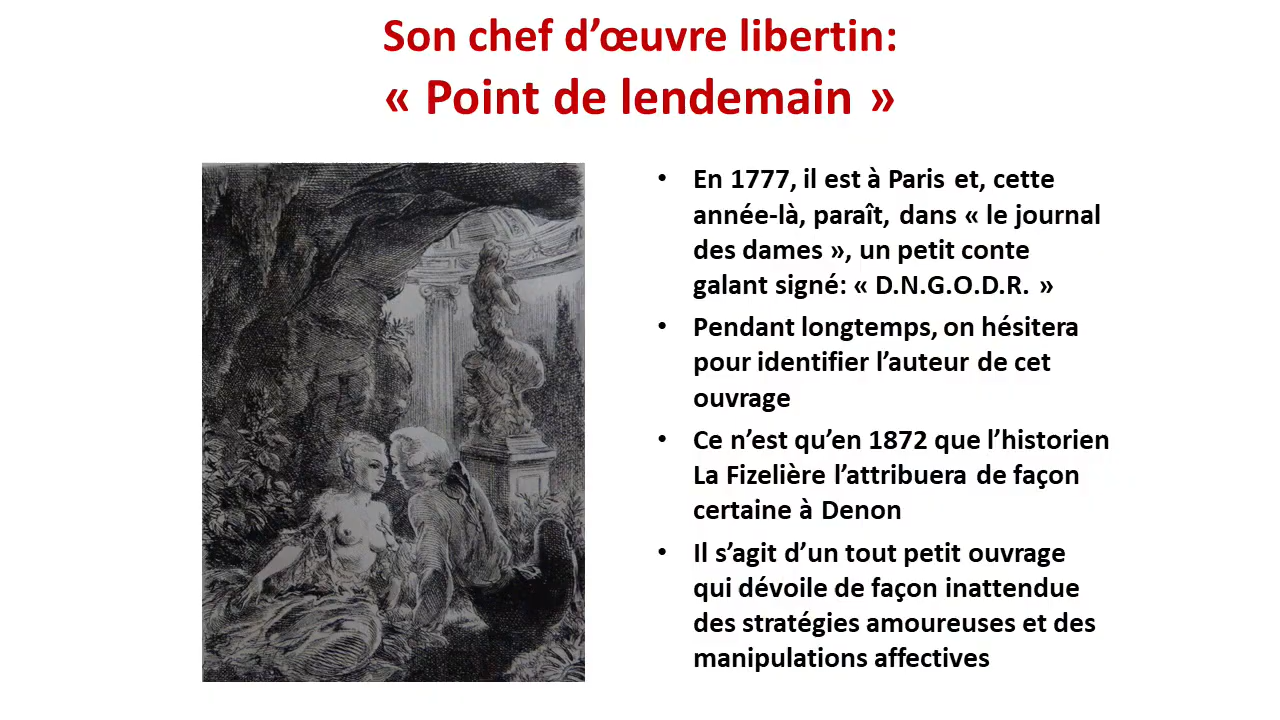 Son chef d’œuvre libertin:
« Point de lendemain »
• En 1777, il est à Paris et, cette
année-là, paraît, dans « le journal
des dames », un petit conte
galant signé: « D.N.G.O.D.R. »
• Pendant longtemps, on hésitera
pour identifier l’auteur de cet
ouvrage
• Ce n’est qu’en 1872 que l’historien
La Fizelière l’attribuera de façon
certaine à Denon
• Il s’agit d’un tout petit ouvrage
qui dévoile de façon inattendue
des stratégies amoureuses et des
manipulations affectives